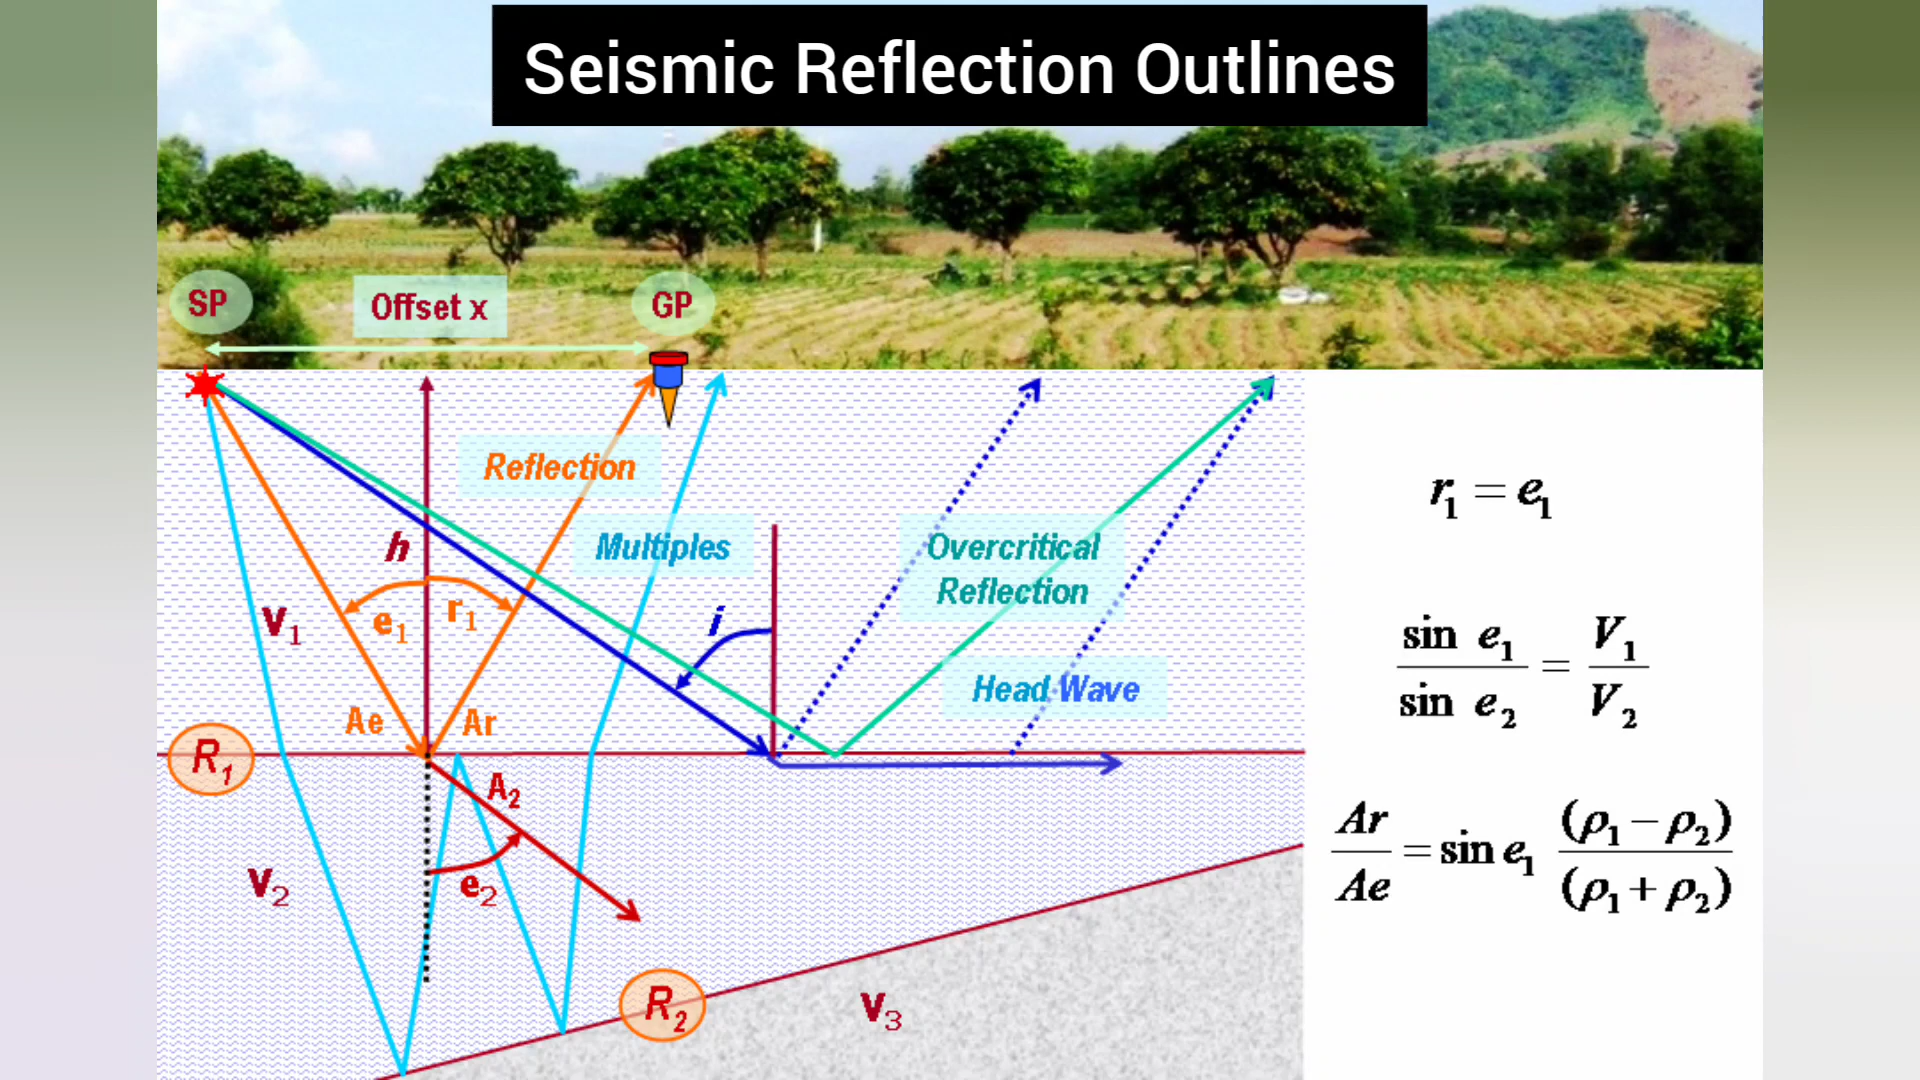 Seismic Reflection Outlines
SP
Offset x
GP
Reflection
h
Multiples
Overcritical
Reflection
V₁
e₁
r₁
i
Head Wave
Ae
Ar
R₁
A₂
V₂
e₂
R₂
V₃
r₁ = e₁
sin e₁ / sin e₂ = V₁ / V₂
Ar / Ae = sin e₁ (ρ₁ − ρ₂) / (ρ₁ + ρ₂)